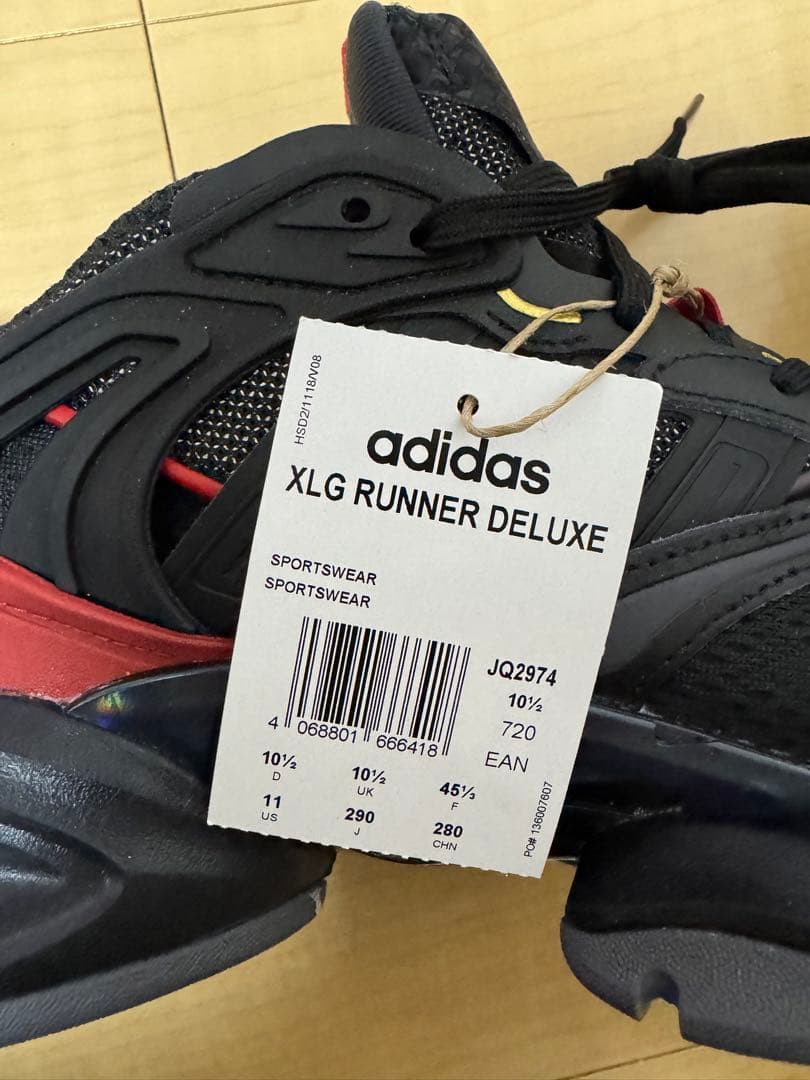 HSD2/1118/V08
adidas
XLG RUNNER DELUXE
SPORTSWEAR
SPORTSWEAR
JQ2974
10½
720
EAN
4 068801 666418
10½ 10½ 45⅓
D UK F
11 290 280
US J CHN
PO# 136007607